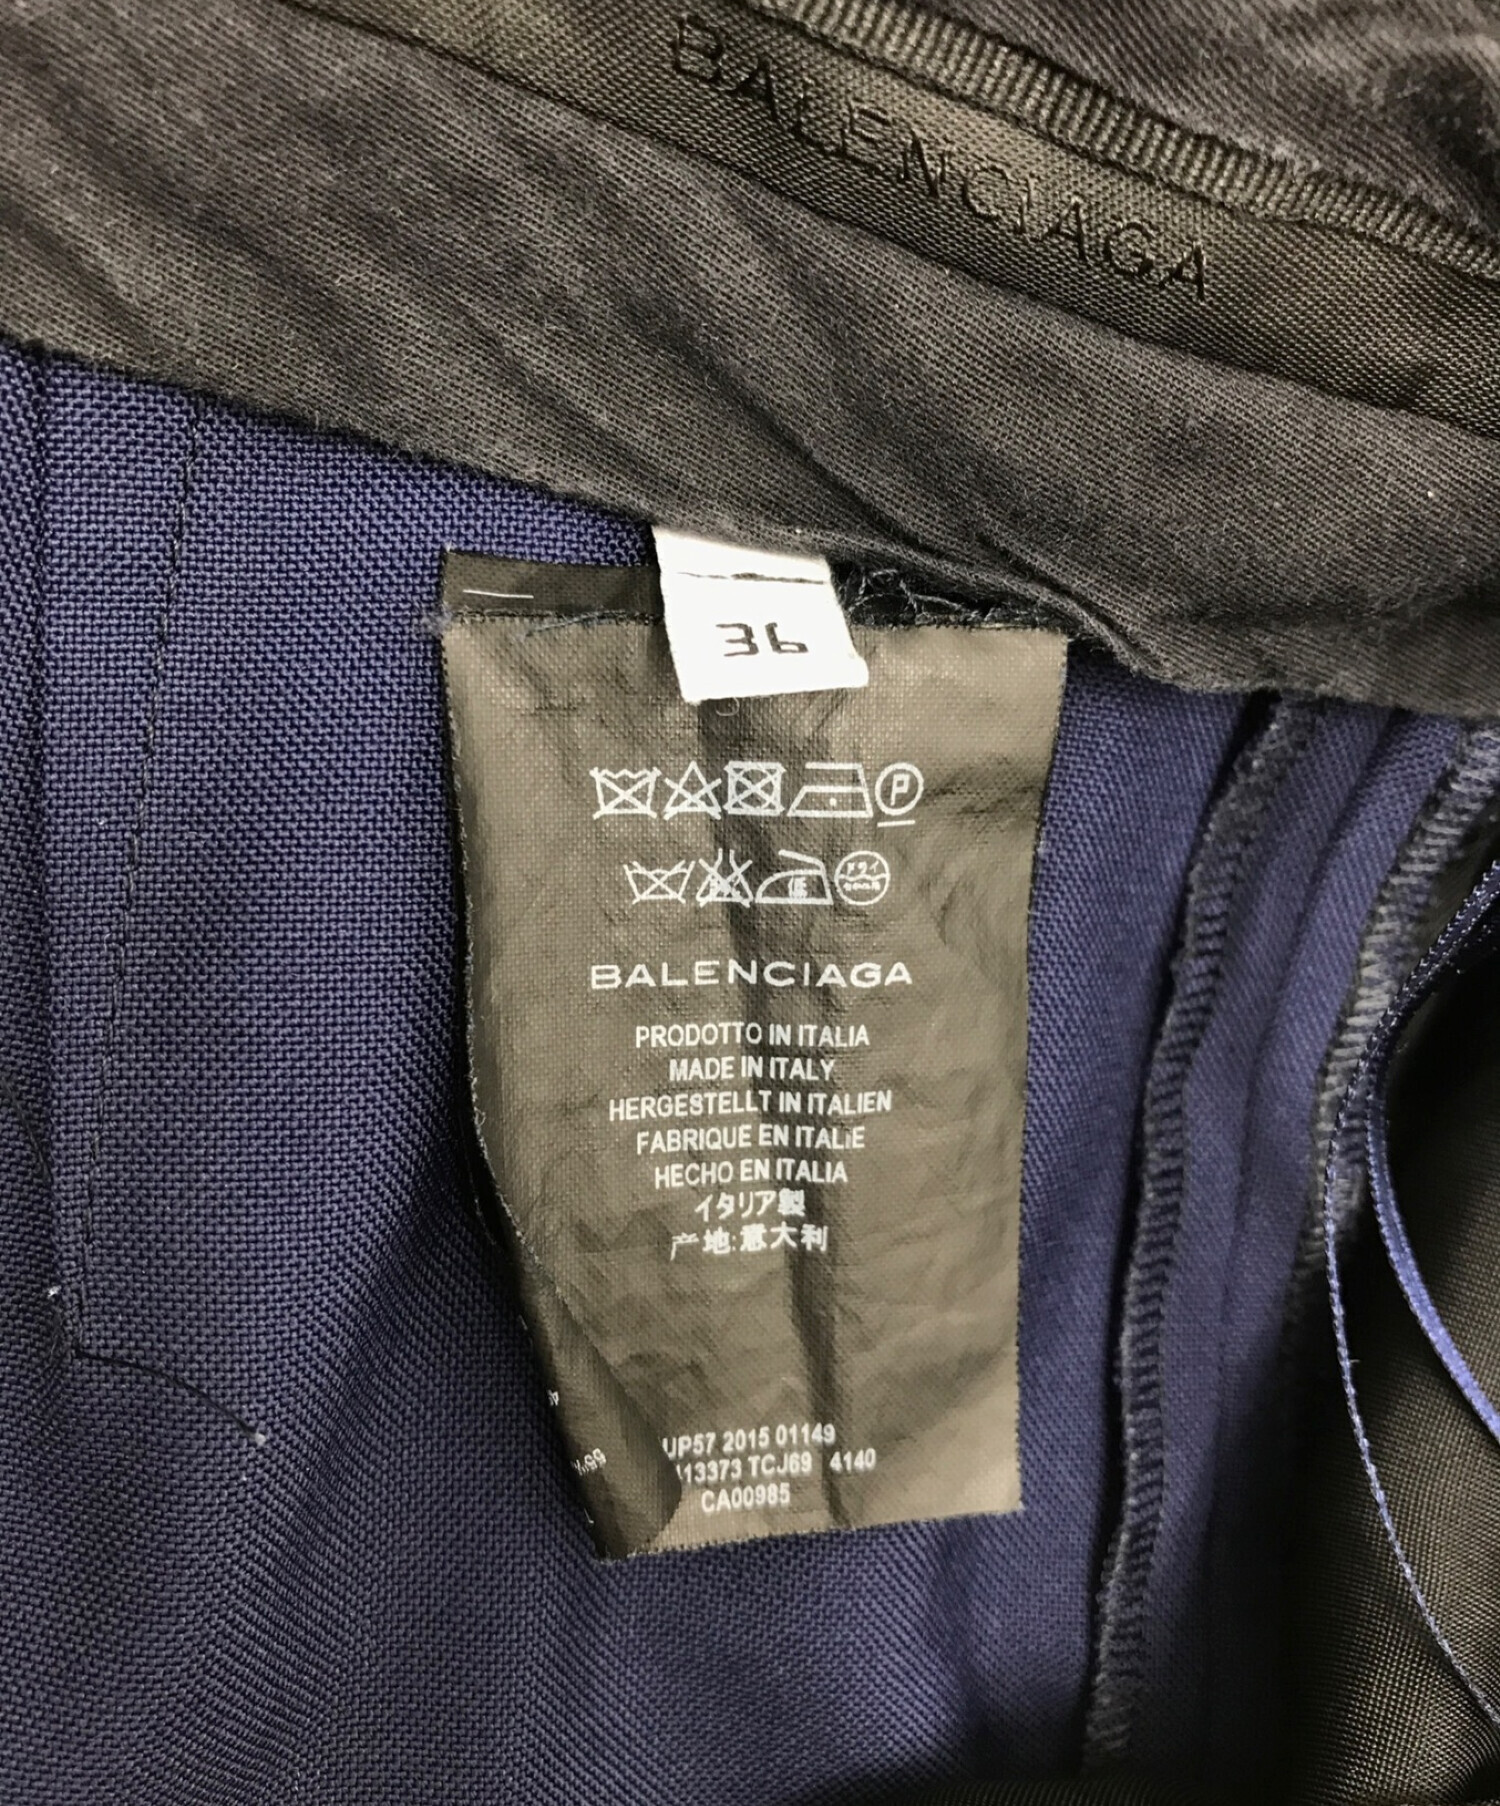 BALENCIAGA
36
P
BALENCIAGA
PRODOTTO IN ITALIA
MADE IN ITALY
HERGESTELLT IN ITALIEN
FABRIQUE EN ITALIE
HECHO EN ITALIA
イタリア製
产地:意大利
UP57 2015 01149
13373 TCJ69 4140
CA00985